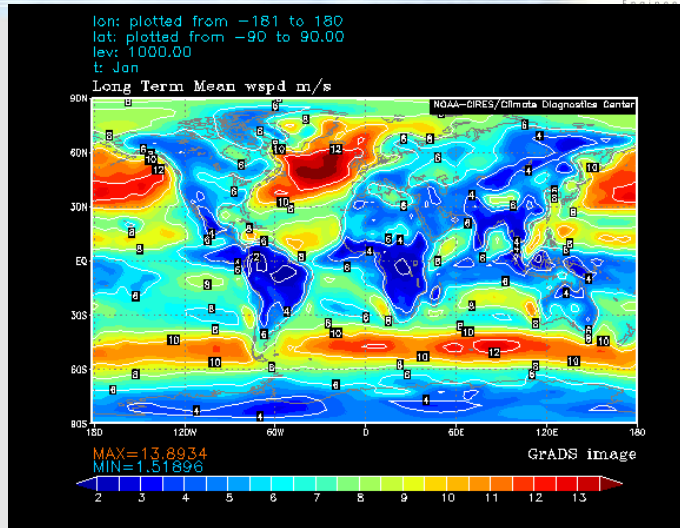 lon: plotted from -181 to 180
lat: plotted from -90 to 90.00
lev: 1000.00
t: Jan
Long Term Mean wspd m/s
NOAA-CIRES/Climate Diagnostics Center
90N
60N
30N
EQ
30S
60S
80S
180 120W 60W 0 60E 120E 180
MAX=13.8934
MIN=1.51896
GrADS image
2 3 4 5 6 7 8 9 10 11 12 13